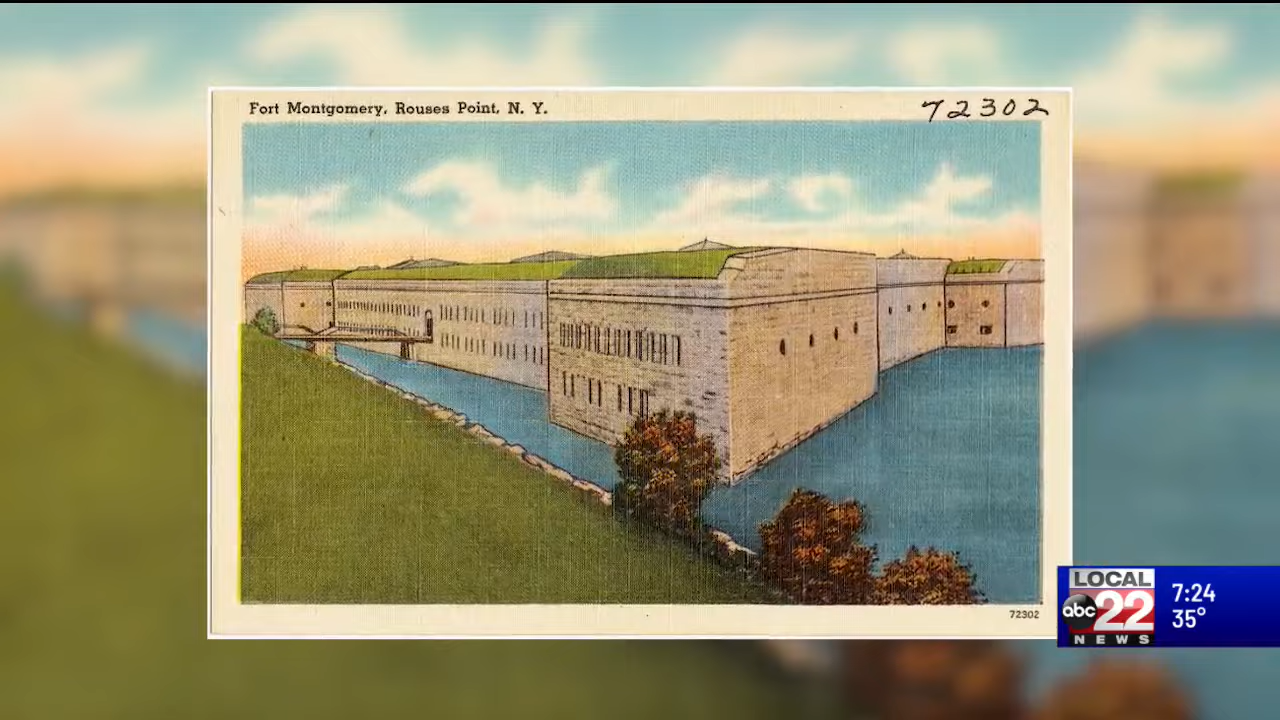 Fort Montgomery, Rouses Point, N. Y.
72302
72302
LOCAL
abc 22
NEWS
7:24
35°